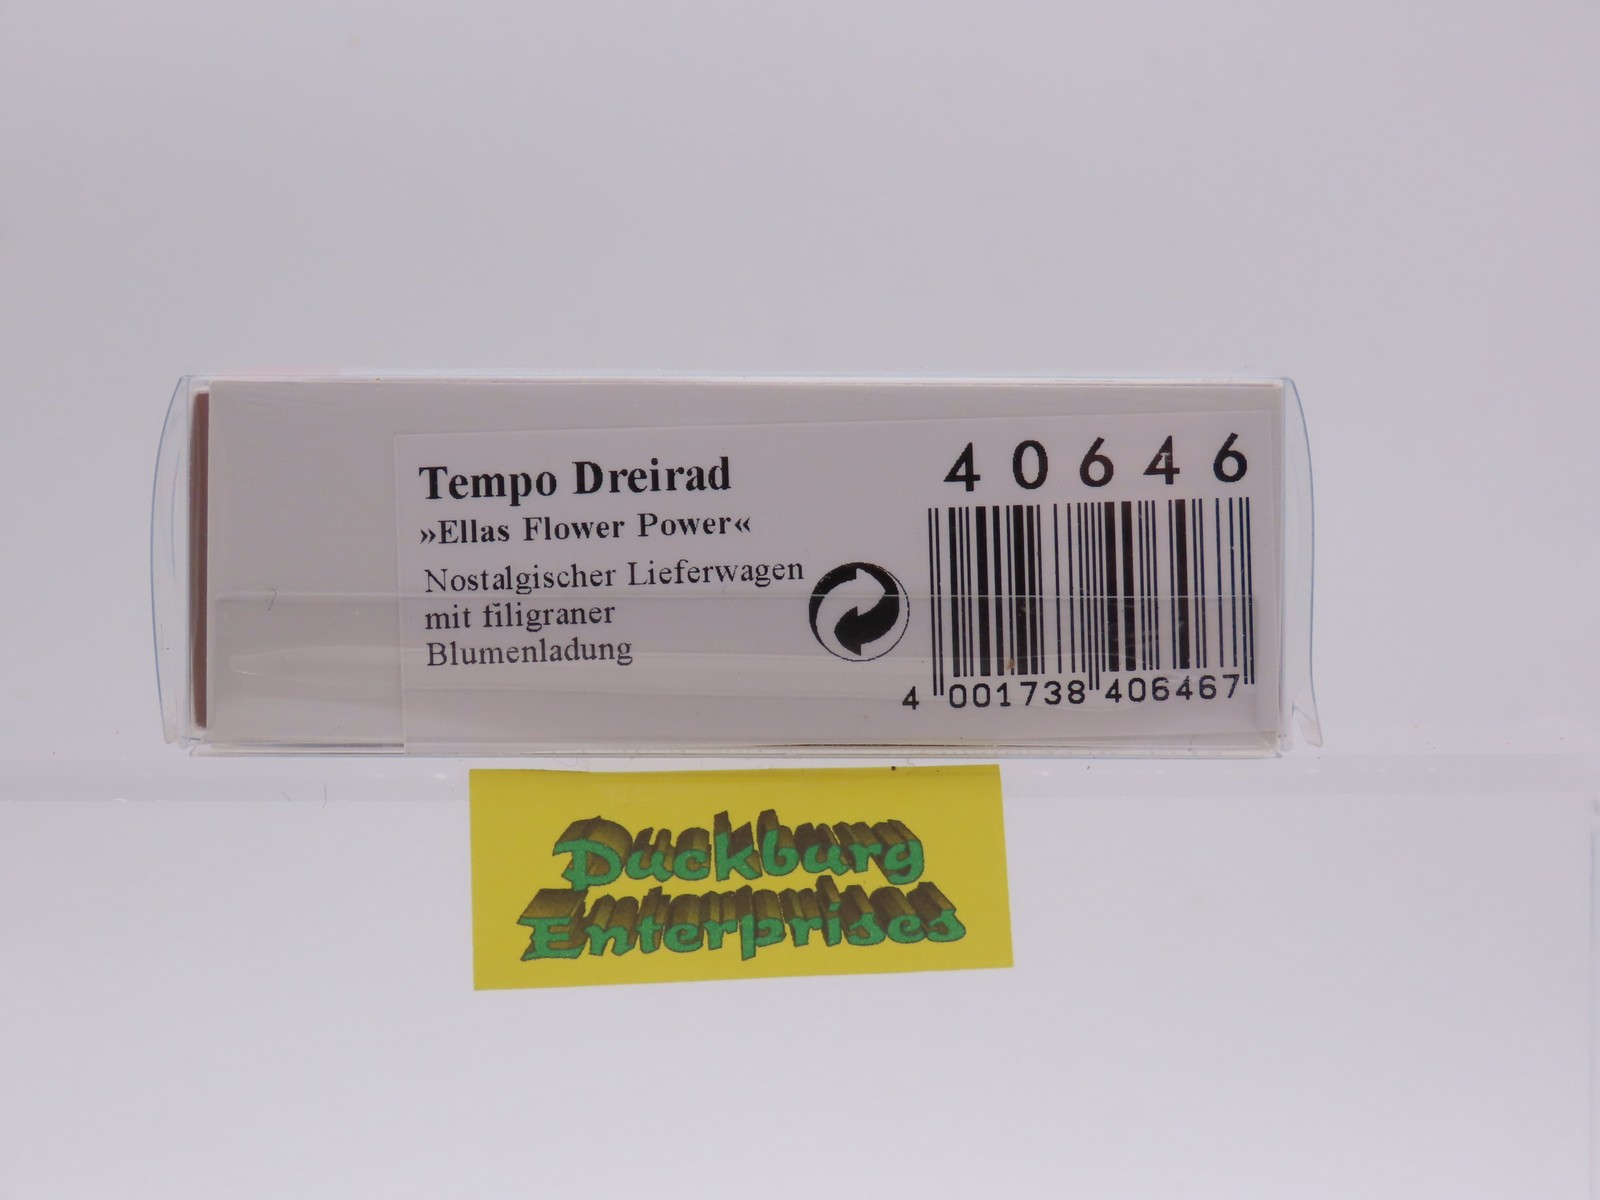 Tempo Dreirad
»Ellas Flower Power«
Nostalgischer Lieferwagen
mit filigraner
Blumenladung
40646
4 001738 406467
Duckburg
Enterprises